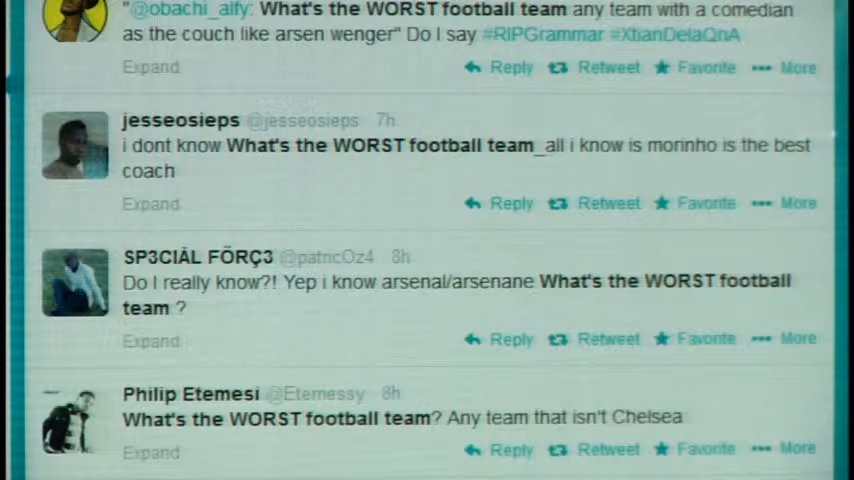 "@obachi_alfy: What's the WORST football team any team with a comedian
as the couch like arsen wenger" Do I say #RIPGrammar #XtianDelaQnA
Expand Reply Retweet Favorite More
jesseosieps @jesseosieps 7h
i dont know What's the WORST football team_all i know is morinho is the best
coach
Expand Reply Retweet Favorite More
SP3CIÄL FÖRÇ3 @patricOz4 8h
Do I really know?! Yep i know arsenal/arsenane What's the WORST football
team ?
Expand Reply Retweet Favorite More
Philip Etemesi @Etemessy 8h
What's the WORST football team? Any team that isn't Chelsea
Expand Reply Retweet Favorite More